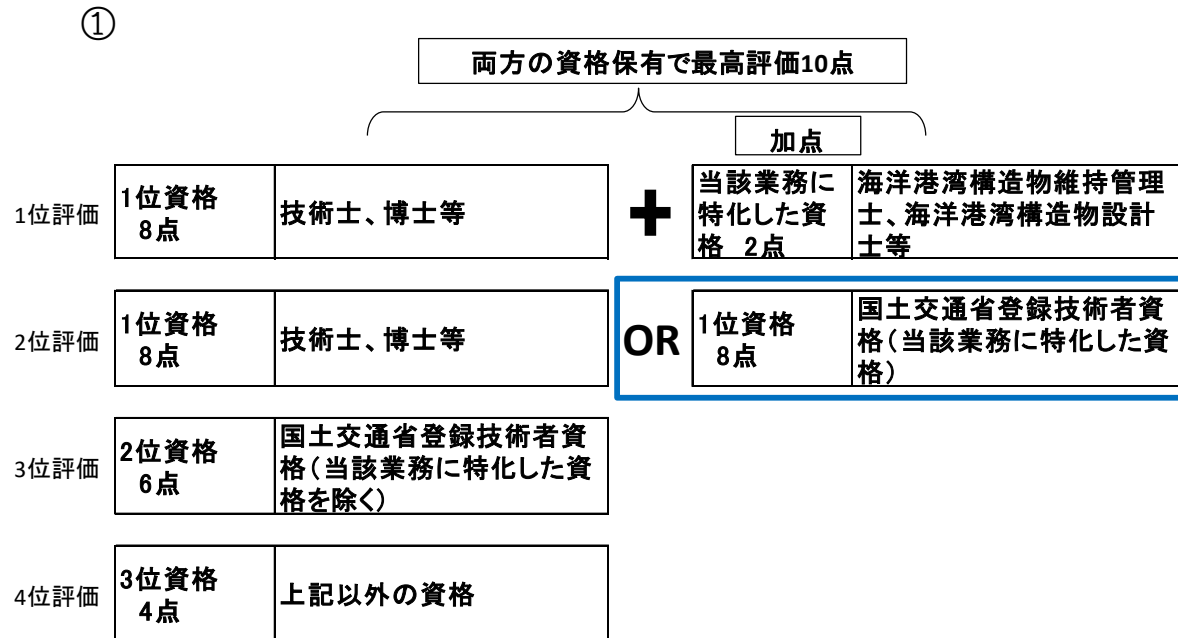 ①
両方の資格保有で最高評価10点
加点
1位評価
1位資格
8点
技術士、博士等
+
当該業務に
特化した資
格 2点
海洋港湾構造物維持管理
士、海洋港湾構造物設計
士等
2位評価
1位資格
8点
技術士、博士等
OR
1位資格
8点
国土交通省登録技術者資
格(当該業務に特化した資
格)
3位評価
2位資格
6点
国土交通省登録技術者資
格(当該業務に特化した資
格を除く)
4位評価
3位資格
4点
上記以外の資格